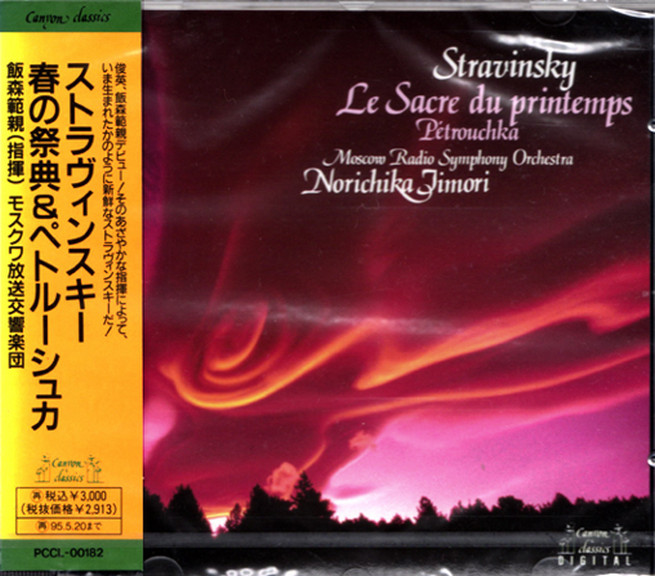 Canyon classics
ストラヴィンスキー
春の祭典&ペトルーシュカ
飯森範親(指揮) モスクワ放送交響楽団
俊英、飯森範親デビュー!そのあざやかな指揮によって、
いま生まれたかのように新鮮なストラヴィンスキーだ!
Canyon
classics
再 税込¥3,000
(税抜価格¥2,913)
再 95.5.20まで
PCCL-00182
Stravinsky
Le Sacre du printemps
Pétrouchka
Moscow Radio Symphony Orchestra
Norichika Jimori
Canyon
classics
DIGITAL